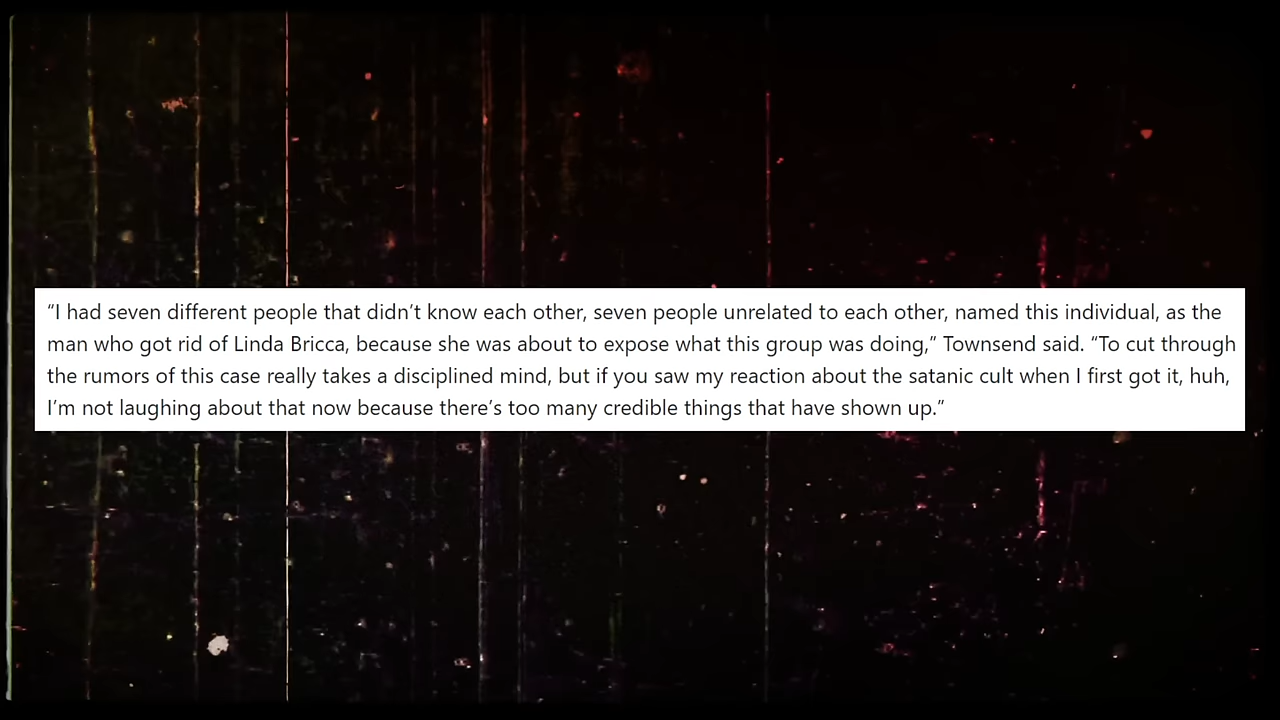 “I had seven different people that didn’t know each other, seven people unrelated to each other, named this individual, as the
man who got rid of Linda Bricca, because she was about to expose what this group was doing,” Townsend said. “To cut through
the rumors of this case really takes a disciplined mind, but if you saw my reaction about the satanic cult when I first got it, huh,
I’m not laughing about that now because there’s too many credible things that have shown up.”